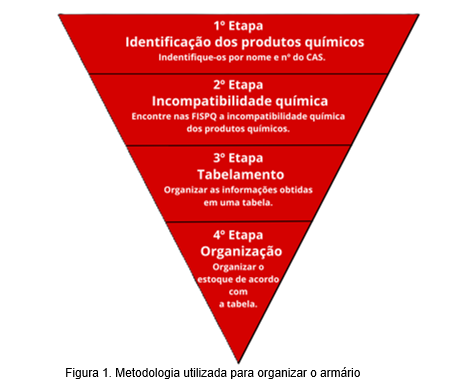 1º Etapa
Identificação dos produtos químicos
Indentifique-os por nome e nº do CAS.
2º Etapa
Incompatibilidade química
Encontre nas FISPQ a incompatibilidade química
dos produtos químicos.
3º Etapa
Tabelamento
Organizar as informações obtidas
em uma tabela.
4º Etapa
Organização
Organizar o
estoque de acordo
com
a tabela.
Figura 1. Metodologia utilizada para organizar o armário